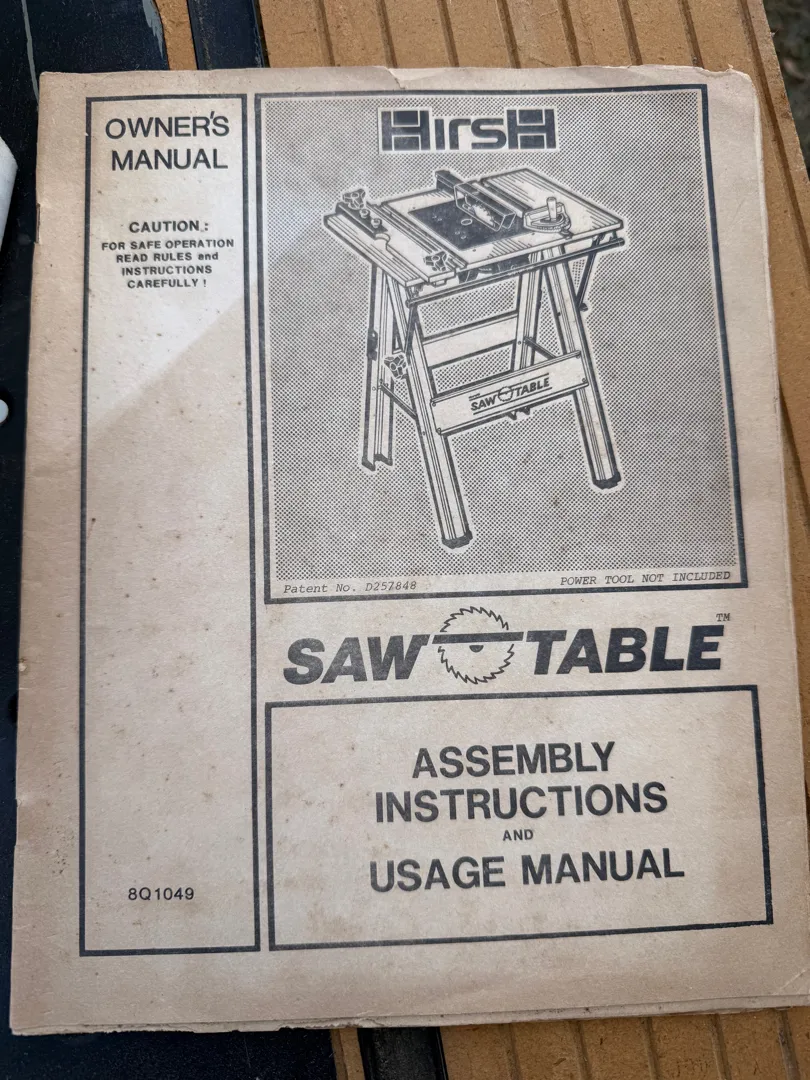 OWNER'S
MANUAL
CAUTION:
FOR SAFE OPERATION
READ RULES and
INSTRUCTIONS
CAREFULLY!
8Q1049
HIrsH
SAW TABLE
Patent No. D257848
POWER TOOL NOT INCLUDED
SAW TABLE™
ASSEMBLY
INSTRUCTIONS
AND
USAGE MANUAL